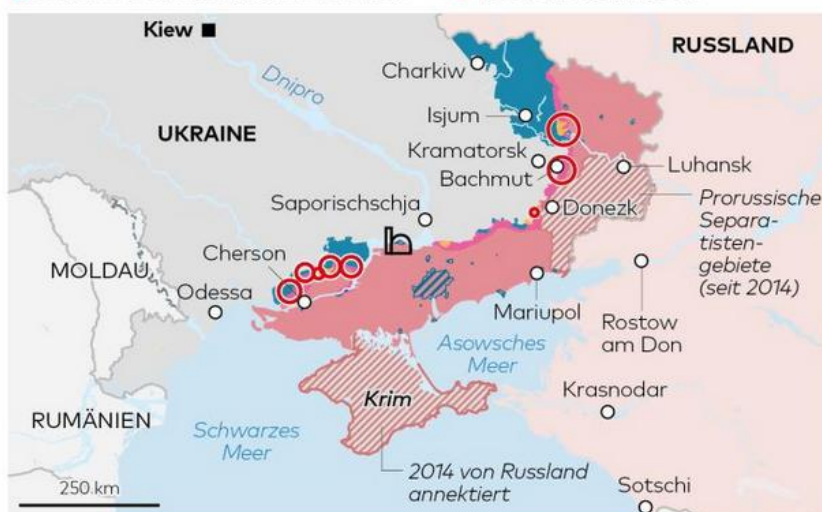 Kiew
RUSSLAND
Charkiw
Dnipro
Isjum
UKRAINE
Kramatorsk
Luhansk
Bachmut
Saporischschja
Donezk
Prorussische
Separa-
tisten-
gebiete
(seit 2014)
Cherson
MOLDAU
Odessa
Mariupol
Rostow
am Don
Asowsches
Meer
Krim
Krasnodar
RUMÄNIEN
Schwarzes
Meer
2014 von Russland
annektiert
250 km
Sotschi